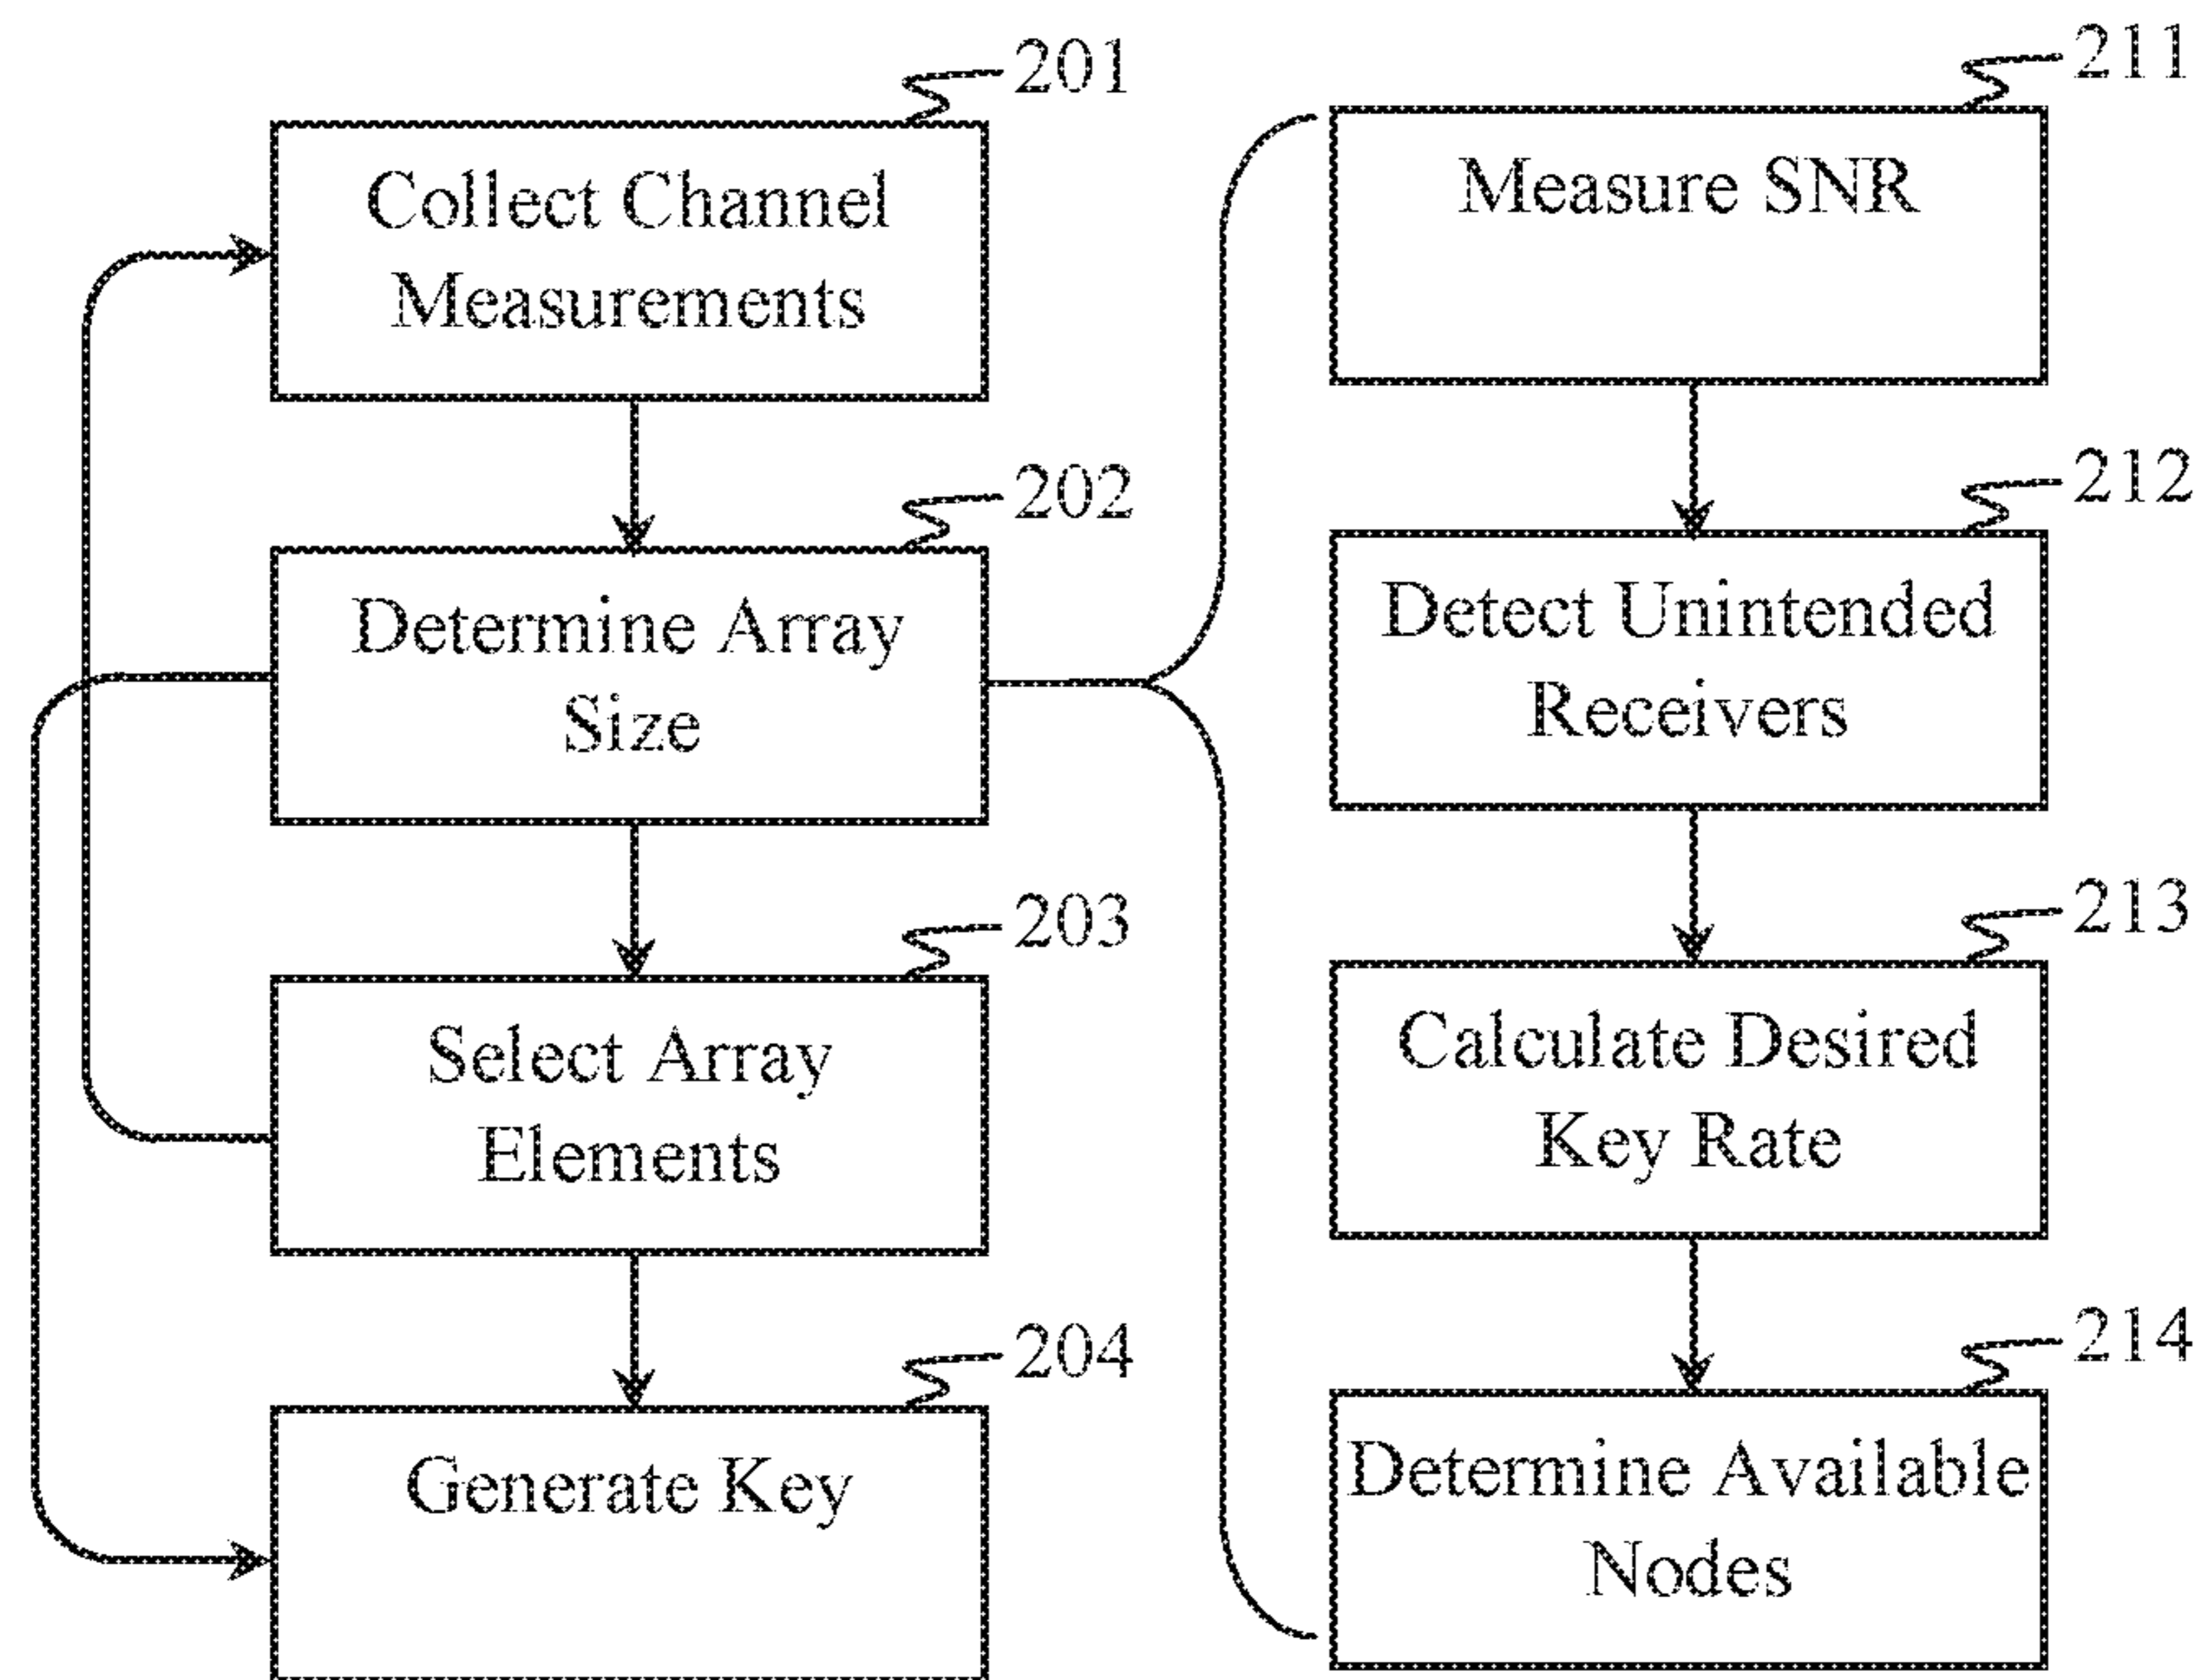 201
Collect Channel
Measurements
202
Determine Array
Size
203
Select Array
Elements
204
Generate Key
211
Measure SNR
212
Detect Unintended
Receivers
213
Calculate Desired
Key Rate
214
Determine Available
Nodes